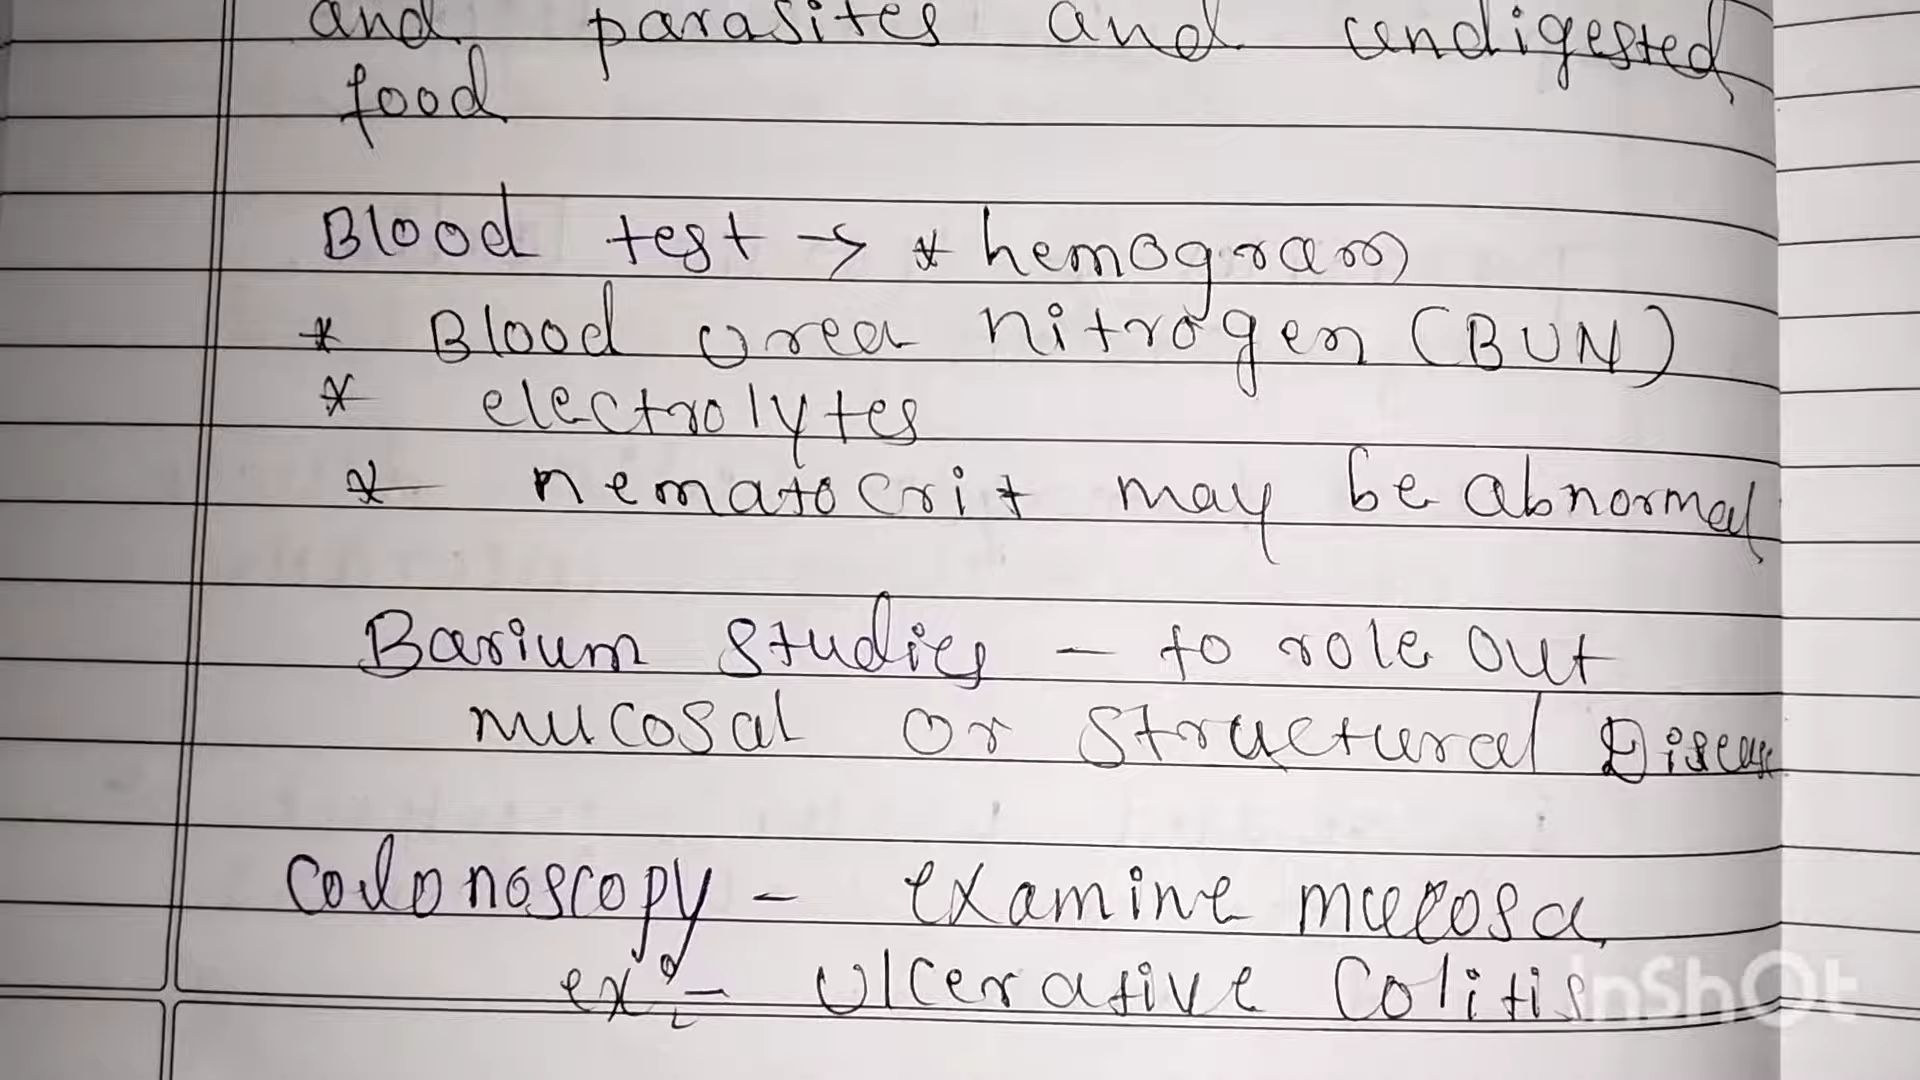 and parasites and undigested
food
Blood test → * hemogram
* Blood urea nitrogen (BUN)
* electrolytes
* nematocrit may be abnormal
Barium studies - to role out
mucosal or structural Disease
Colonoscopy - examine mucosa
ex:- Ulcerative Colitis
InShOt